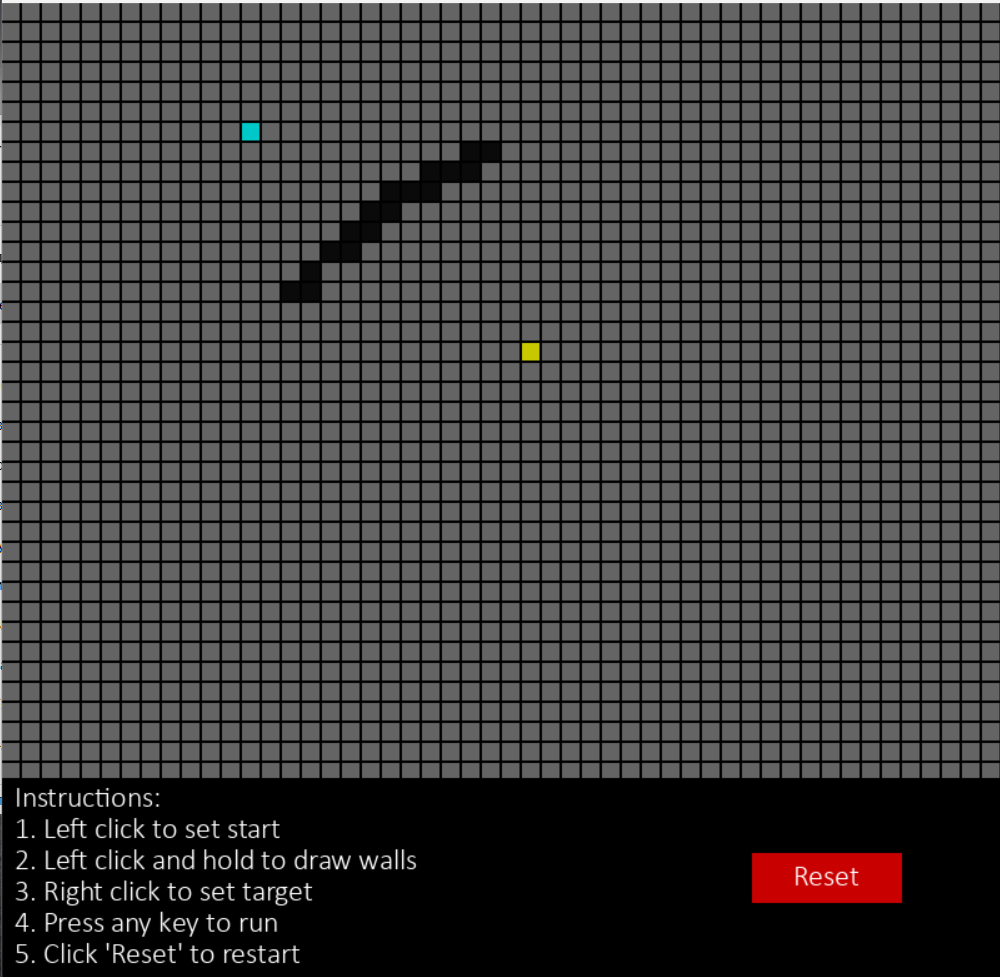 Instructions:
1. Left click to set start
2. Left click and hold to draw walls
3. Right click to set target
4. Press any key to run
5. Click 'Reset' to restart
Reset